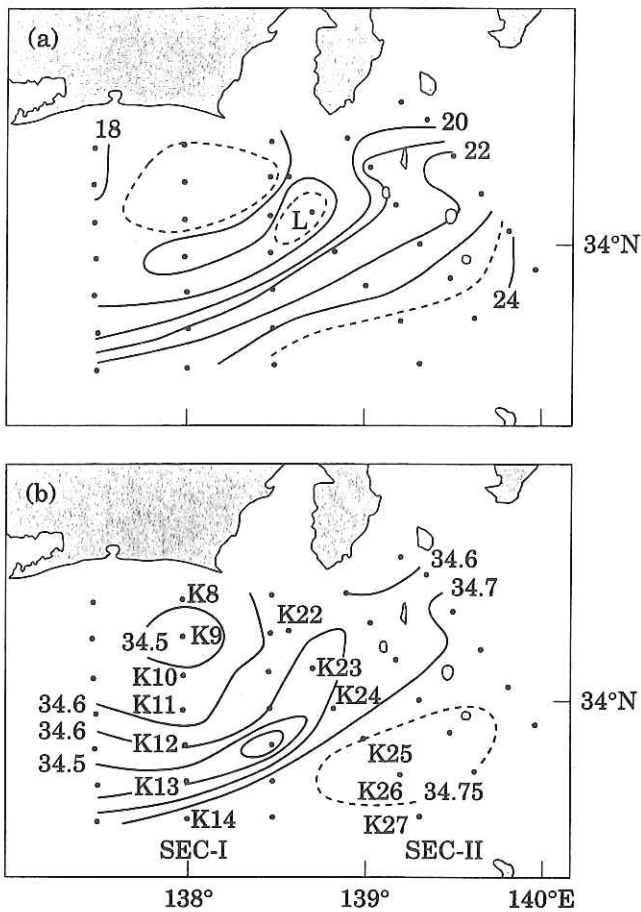 (a)
20
18
22
L
34°N
24
(b)
34.6
34.7
K8
K22
34.5 K9
K23
K10
34.6 K11
K24
34°N
34.6 K12
34.5
K25
K13
K26 34.75
K14
K27
SEC-I
SEC-II
138°
139°
140°E